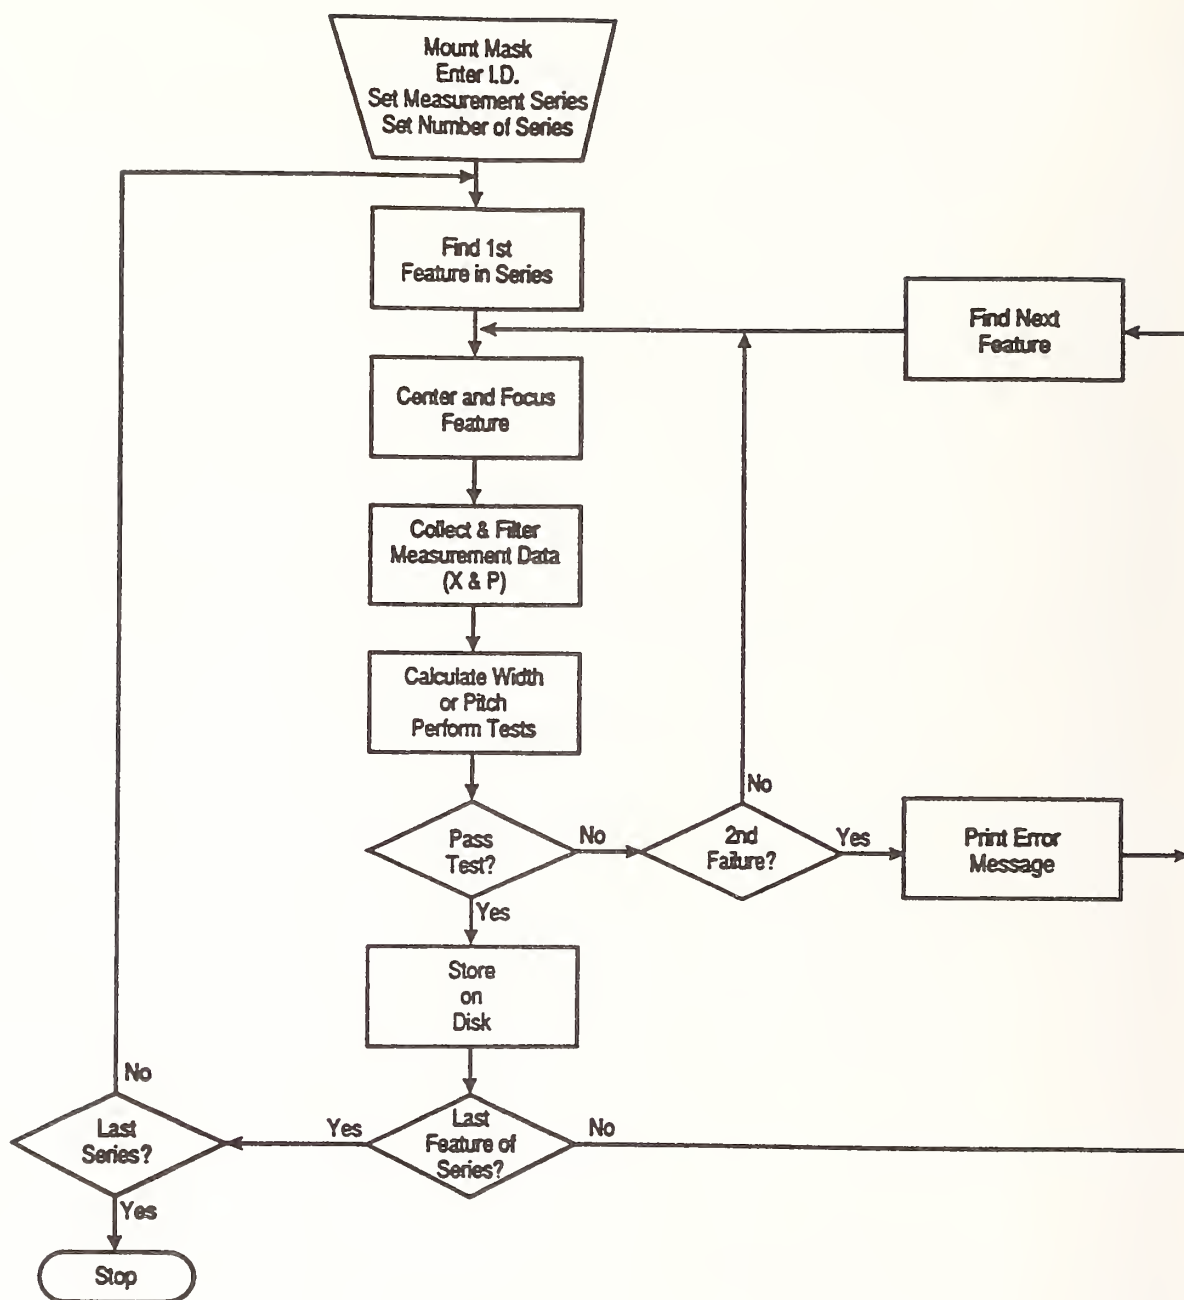 Mount Mask
Enter I.D.
Set Measurement Series
Set Number of Series
Find 1st
Feature in Series
Find Next
Feature
Center and Focus
Feature
Collect & Filter
Measurement Data
(X & P)
Calculate Width
or Pitch
Perform Tests
No
Pass
Test?
No
2nd
Failure?
Yes
Print Error
Message
Yes
Store
on
Disk
No
Last
Series?
Yes
Last
Feature of
Series?
No
Yes
Stop